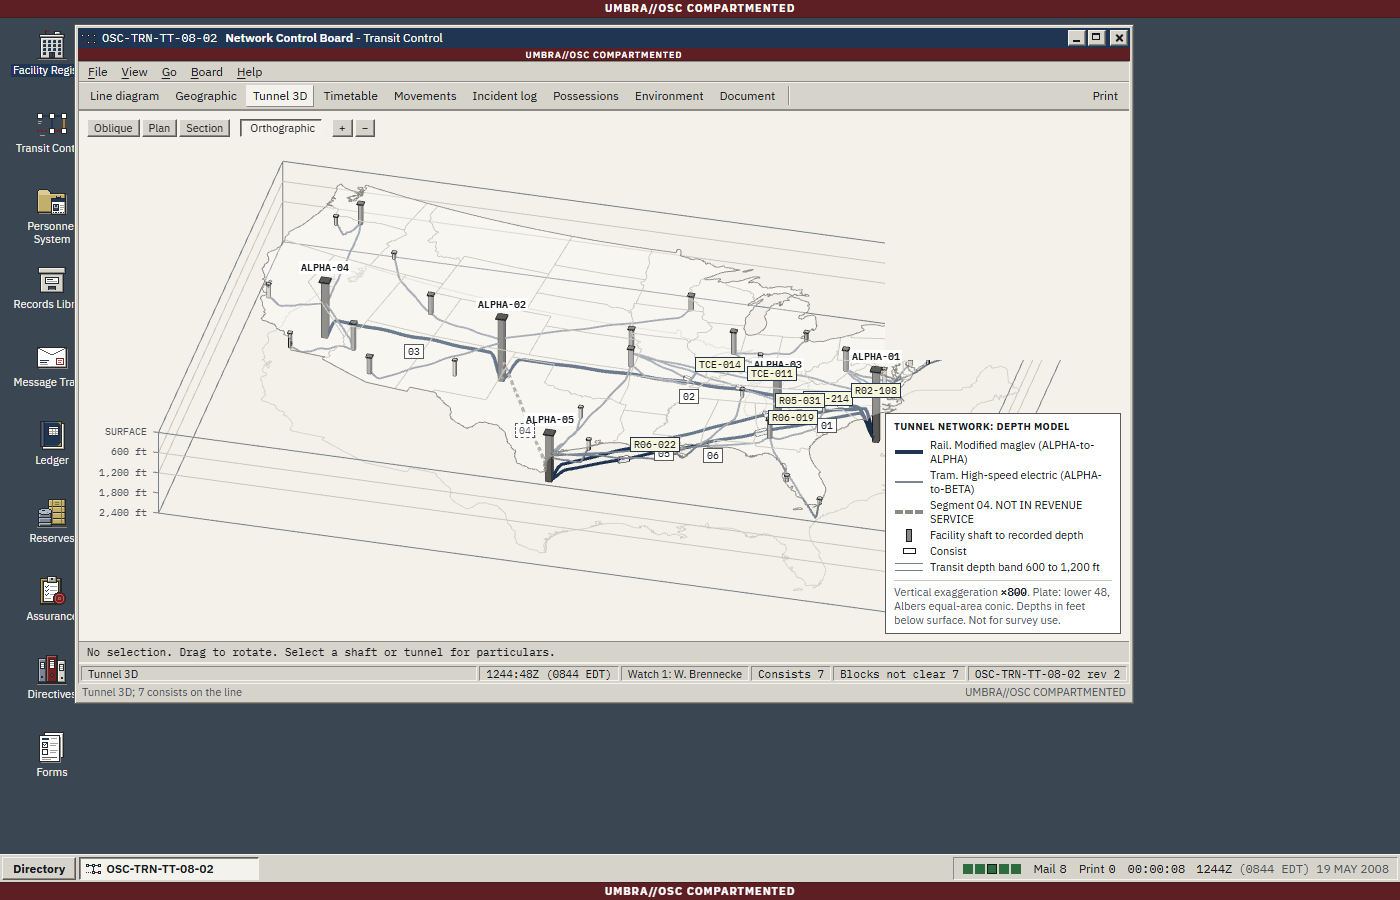 UMBRA//OSC COMPARTMENTED
OSC-TRN-TT-08-02 Network Control Board - Transit Control
UMBRA//OSC COMPARTMENTED
File View Go Board Help
Line diagram Geographic Tunnel 3D Timetable Movements Incident log Possessions Environment Document Print
Oblique Plan Section Orthographic + −
Facility Regis
Transit Cont
Personne
System
Records Libr
Message Tra
Ledger
Reserves
Assurance
Directives
Forms
ALPHA-04
ALPHA-02
03
TCE-014
ALPHA-03
ALPHA-01
TCE-011
02
R02-108
R05-031
-214
R06-019
01
ALPHA-05
04
R06-022
05
06
SURFACE
600 ft
1,200 ft
1,800 ft
2,400 ft
TUNNEL NETWORK: DEPTH MODEL
Rail. Modified maglev (ALPHA-to-
ALPHA)
Tram. High-speed electric (ALPHA-
to-BETA)
Segment 04. NOT IN REVENUE
SERVICE
Facility shaft to recorded depth
Consist
Transit depth band 600 to 1,200 ft
Vertical exaggeration ×800. Plate: lower 48,
Albers equal-area conic. Depths in feet
below surface. Not for survey use.
No selection. Drag to rotate. Select a shaft or tunnel for particulars.
Tunnel 3D 1244:48Z (0844 EDT) Watch 1: W. Brennecke Consists 7 Blocks not clear 7 OSC-TRN-TT-08-02 rev 2
Tunnel 3D; 7 consists on the line UMBRA//OSC COMPARTMENTED
Directory OSC-TRN-TT-08-02 Mail 8 Print 0 00:00:08 1244Z (0844 EDT) 19 MAY 2008
UMBRA//OSC COMPARTMENTED